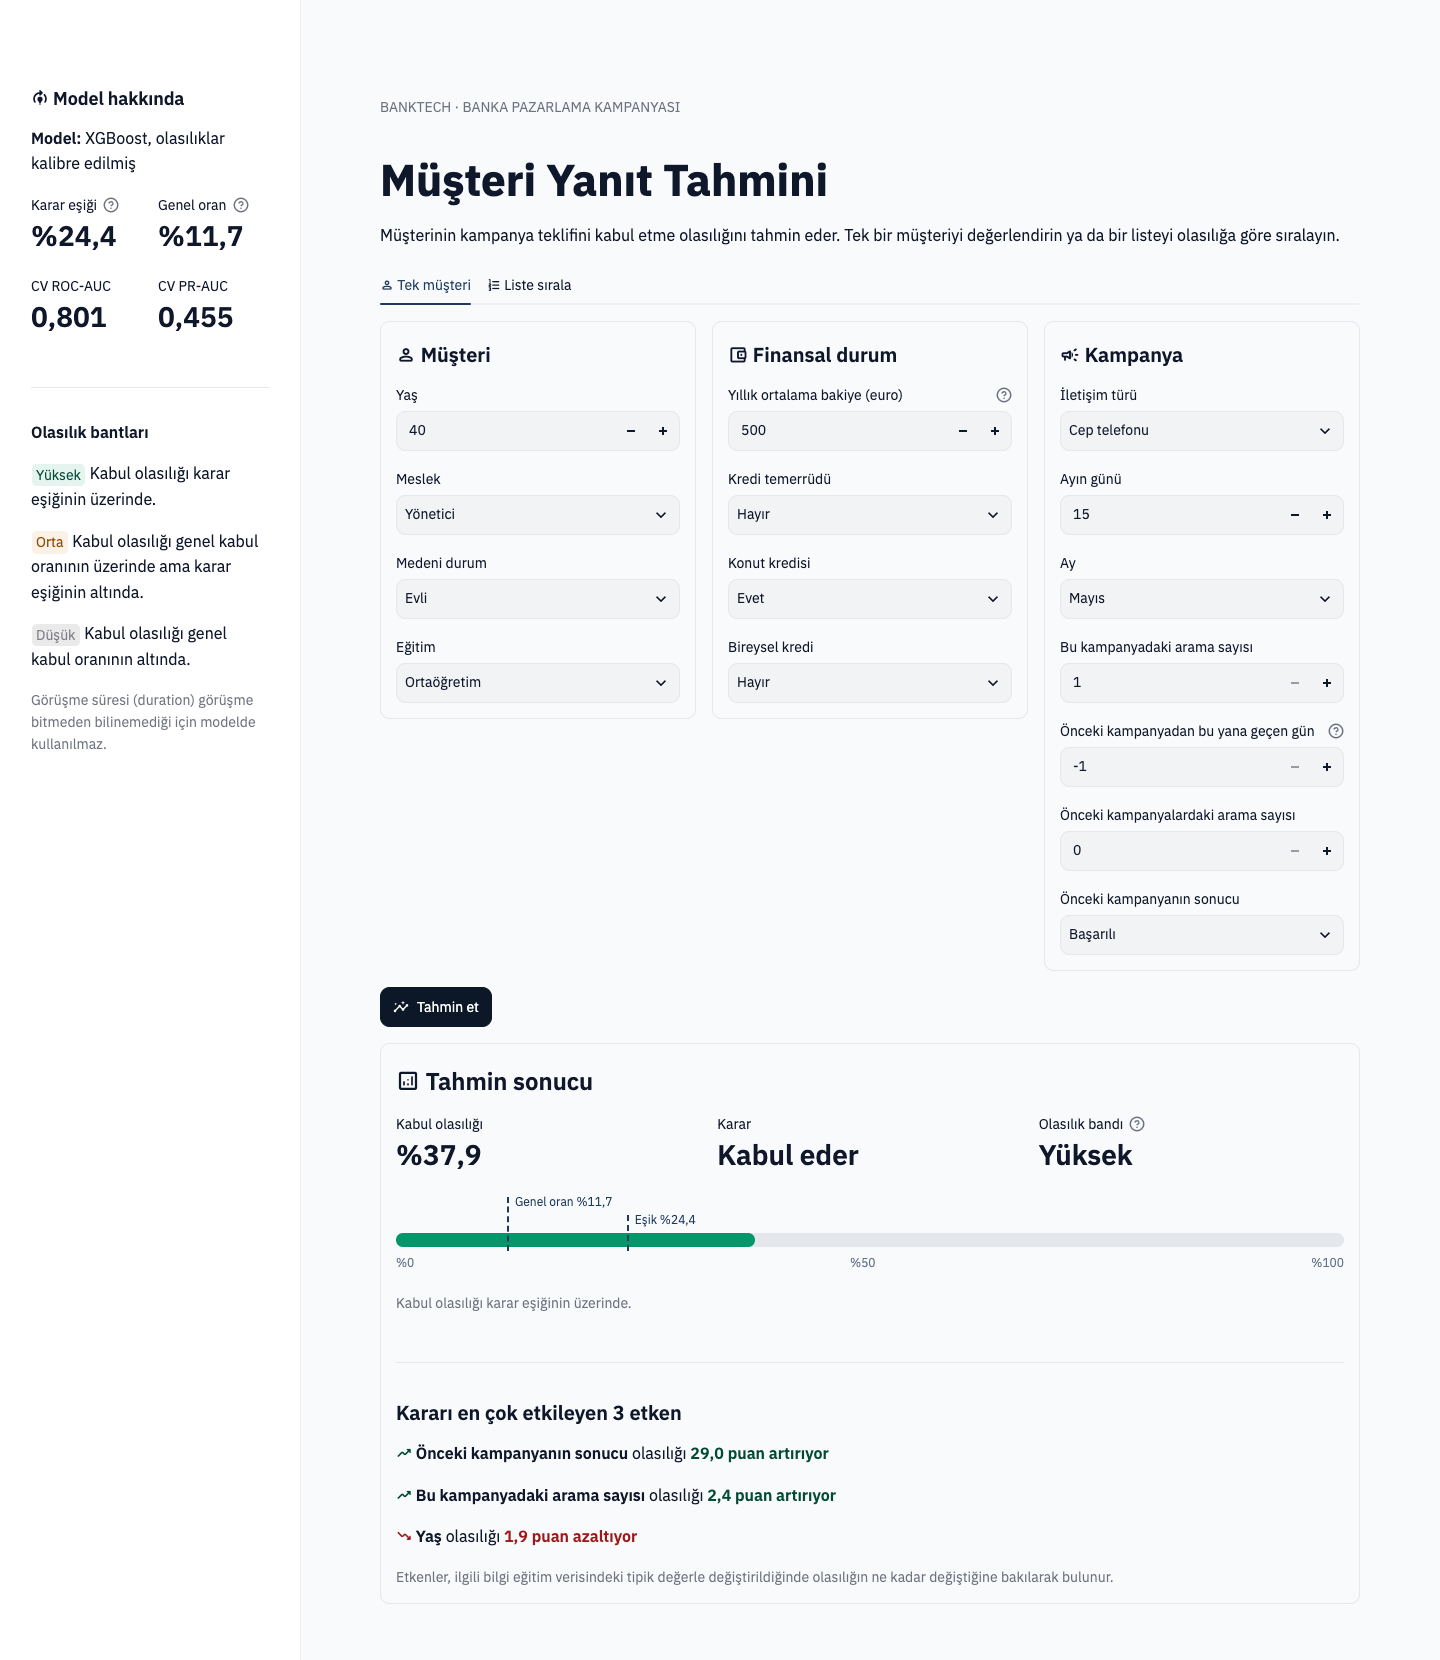 Model hakkında
Model: XGBoost, olasılıklar
kalibre edilmiş
Karar eşiği
Genel oran
%24,4
%11,7
CV ROC-AUC
CV PR-AUC
0,801
0,455
Olasılık bantları
Yüksek Kabul olasılığı karar
eşiğinin üzerinde.
Orta Kabul olasılığı genel kabul
oranının üzerinde ama karar
eşiğinin altında.
Düşük Kabul olasılığı genel
kabul oranının altında.
Görüşme süresi (duration) görüşme
bitmeden bilinemediği için modelde
kullanılmaz.
BANKTECH · BANKA PAZARLAMA KAMPANYASI
Müşteri Yanıt Tahmini
Müşterinin kampanya teklifini kabul etme olasılığını tahmin eder. Tek bir müşteriyi değerlendirin ya da bir listeyi olasılığa göre sıralayın.
Tek müşteri
Liste sırala
Müşteri
Yaş
40
Meslek
Yönetici
Medeni durum
Evli
Eğitim
Ortaöğretim
Finansal durum
Yıllık ortalama bakiye (euro)
500
Kredi temerrüdü
Hayır
Konut kredisi
Evet
Bireysel kredi
Hayır
Kampanya
İletişim türü
Cep telefonu
Ayın günü
15
Ay
Mayıs
Bu kampanyadaki arama sayısı
1
Önceki kampanyadan bu yana geçen gün
-1
Önceki kampanyalardaki arama sayısı
0
Önceki kampanyanın sonucu
Başarılı
Tahmin et
Tahmin sonucu
Kabul olasılığı
Karar
Olasılık bandı
%37,9
Kabul eder
Yüksek
Genel oran %11,7
Eşik %24,4
%0
%50
%100
Kabul olasılığı karar eşiğinin üzerinde.
Kararı en çok etkileyen 3 etken
Önceki kampanyanın sonucu olasılığı 29,0 puan artırıyor
Bu kampanyadaki arama sayısı olasılığı 2,4 puan artırıyor
Yaş olasılığı 1,9 puan azaltıyor
Etkenler, ilgili bilgi eğitim verisindeki tipik değerle değiştirildiğinde olasılığın ne kadar değiştiğine bakılarak bulunur.